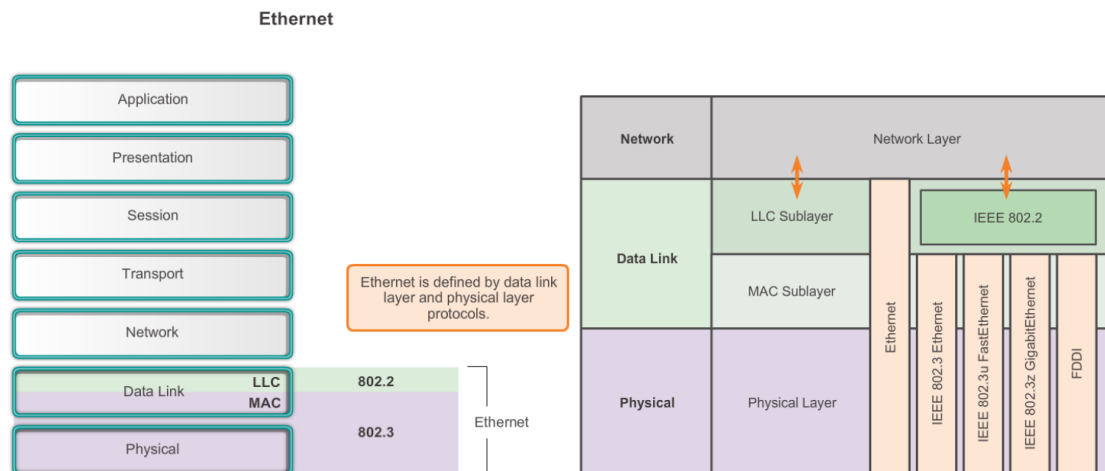 Ethernet
Application
Presentation
Session
Transport
Network
Data Link
LLC
MAC
Physical
802.2
802.3
Ethernet
Ethernet is defined by data link
layer and physical layer
protocols.
Network
Network Layer
Data Link
LLC Sublayer
IEEE 802.2
MAC Sublayer
Physical
Physical Layer
Ethernet
IEEE 802.3 Ethernet
IEEE 802.3u FastEthernet
IEEE 802.3z GigabitEthernet
FDDI